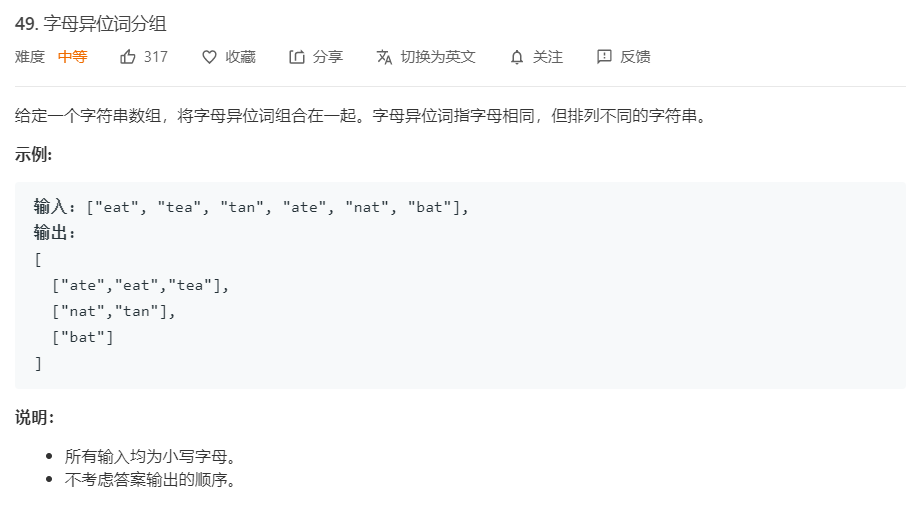 49. 字母异位词分组
难度 中等 317 收藏 分享 切换为英文 关注 反馈
给定一个字符串数组，将字母异位词组合在一起。字母异位词指字母相同，但排列不同的字符串。
示例:
输入: ["eat", "tea", "tan", "ate", "nat", "bat"],
输出:
[
["ate","eat","tea"],
["nat","tan"],
["bat"]
]
说明：
所有输入均为小写字母。
不考虑答案输出的顺序。